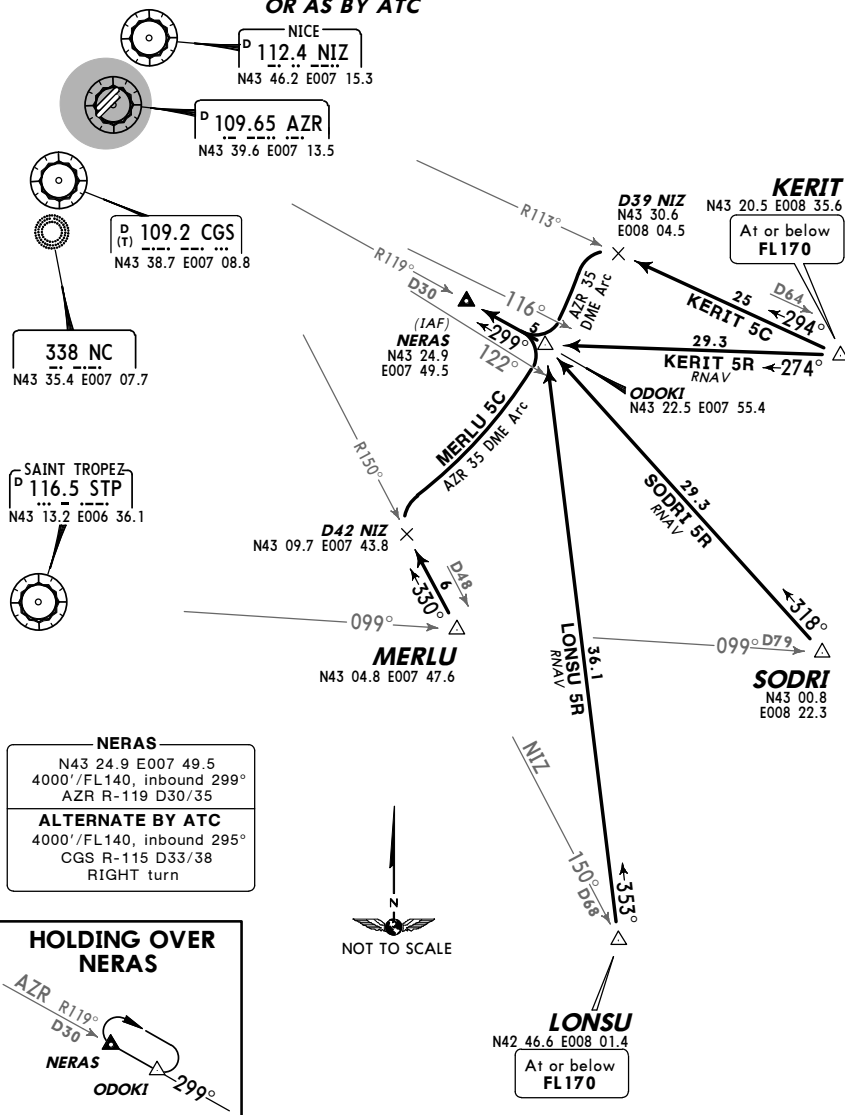 OR AS BY ATC
NICE
D 112.4 NIZ
N43 46.2 E007 15.3
D 109.65 AZR
N43 39.6 E007 13.5
D (T) 109.2 CGS
N43 38.7 E007 08.8
338 NC
N43 35.4 E007 07.7
SAINT TROPEZ
D 116.5 STP
N43 13.2 E006 36.1
R113°
D39 NIZ
N43 30.6
E008 04.5
KERIT
N43 20.5 E008 35.6
At or below
FL170
R119°
D30
116°
AZR 35
DME Arc
25
D64
KERIT 5C
294°
(IAF)
NERAS
N43 24.9
E007 49.5
5
299°
122°
29.3
KERIT 5R
RNAV
274°
ODOKI
N43 22.5 E007 55.4
MERLU 5C
AZR 35 DME Arc
R150°
29.3
SODRI 5R
RNAV
D42 NIZ
N43 09.7 E007 43.8
6
330°
D48
099°
MERLU
N43 04.8 E007 47.6
36.1
LONSU 5R
RNAV
318°
099° D79
SODRI
N43 00.8
E008 22.3
NERAS
N43 24.9 E007 49.5
4000'/FL140, inbound 299°
AZR R-119 D30/35
ALTERNATE BY ATC
4000'/FL140, inbound 295°
CGS R-115 D33/38
RIGHT turn
N
NOT TO SCALE
NIZ
150°
D68
353°
LONSU
N42 46.6 E008 01.4
At or below
FL170
HOLDING OVER
NERAS
AZR R119°
D30
NERAS
ODOKI
299°